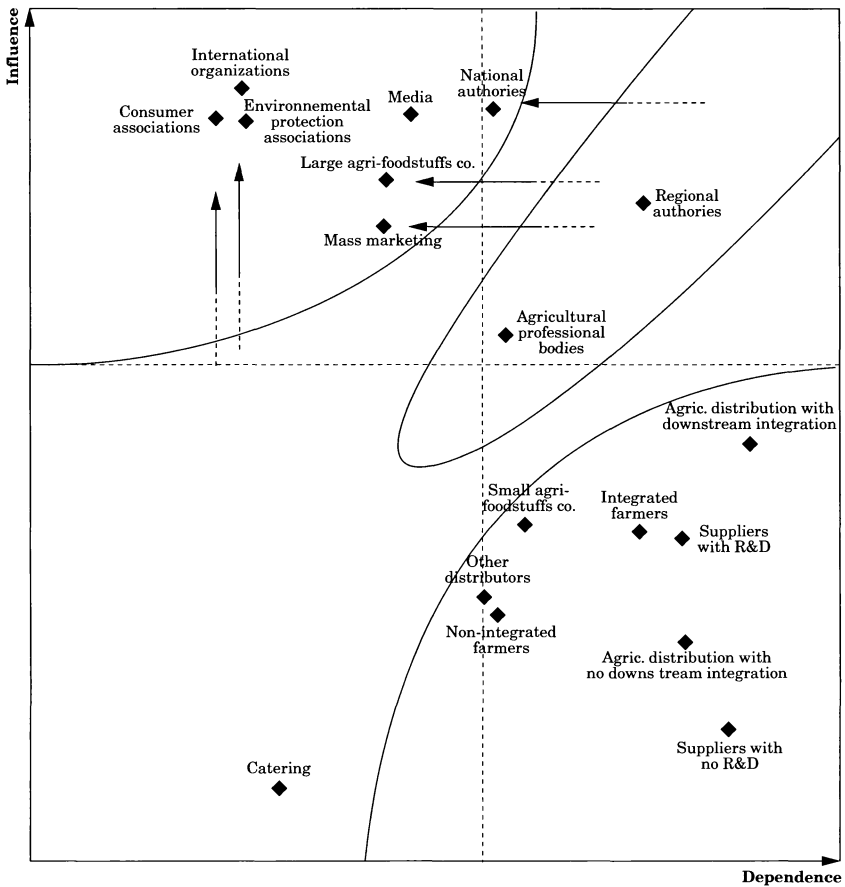 Influence
International
organizations
Consumer
associations
Environnemental
protection
associations
Media
National
authories
Large agri-foodstuffs co.
Mass marketing
Regional
authories
Agricultural
professional
bodies
Agric. distribution with
downstream integration
Small agri-
foodstuffs co.
Integrated
farmers
Suppliers
with R&D
Other
distributors
Non-integrated
farmers
Agric. distribution with
no downs tream integration
Suppliers with
no R&D
Catering
Dependence